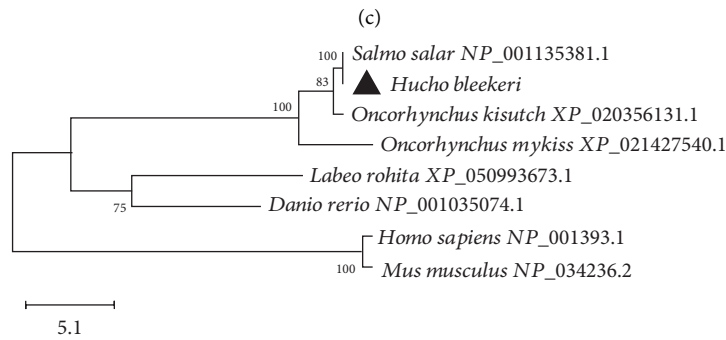 (c)
100
Salmo salar NP_001135381.1
83
Hucho bleekeri
100
Oncorhynchus kisutch XP_020356131.1
Oncorhynchus mykiss XP_021427540.1
Labeo rohita XP_050993673.1
75
Danio rerio NP_001035074.1
Homo sapiens NP_001393.1
100
Mus musculus NP_034236.2
5.1